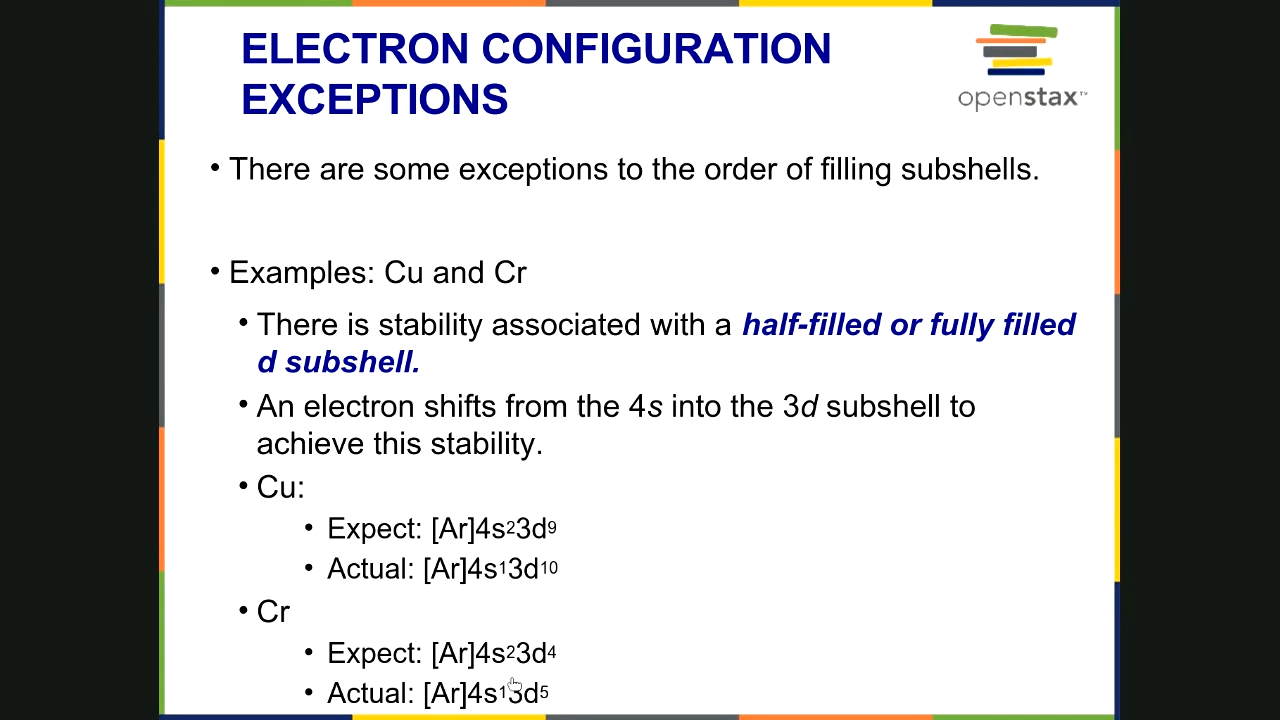 ELECTRON CONFIGURATION
EXCEPTIONS
openstax™
• There are some exceptions to the order of filling subshells.
• Examples: Cu and Cr
• There is stability associated with a half-filled or fully filled
d subshell.
• An electron shifts from the 4s into the 3d subshell to
achieve this stability.
• Cu:
• Expect: [Ar]4s23d9
• Actual: [Ar]4s13d10
• Cr
• Expect: [Ar]4s23d4
• Actual: [Ar]4s13d5